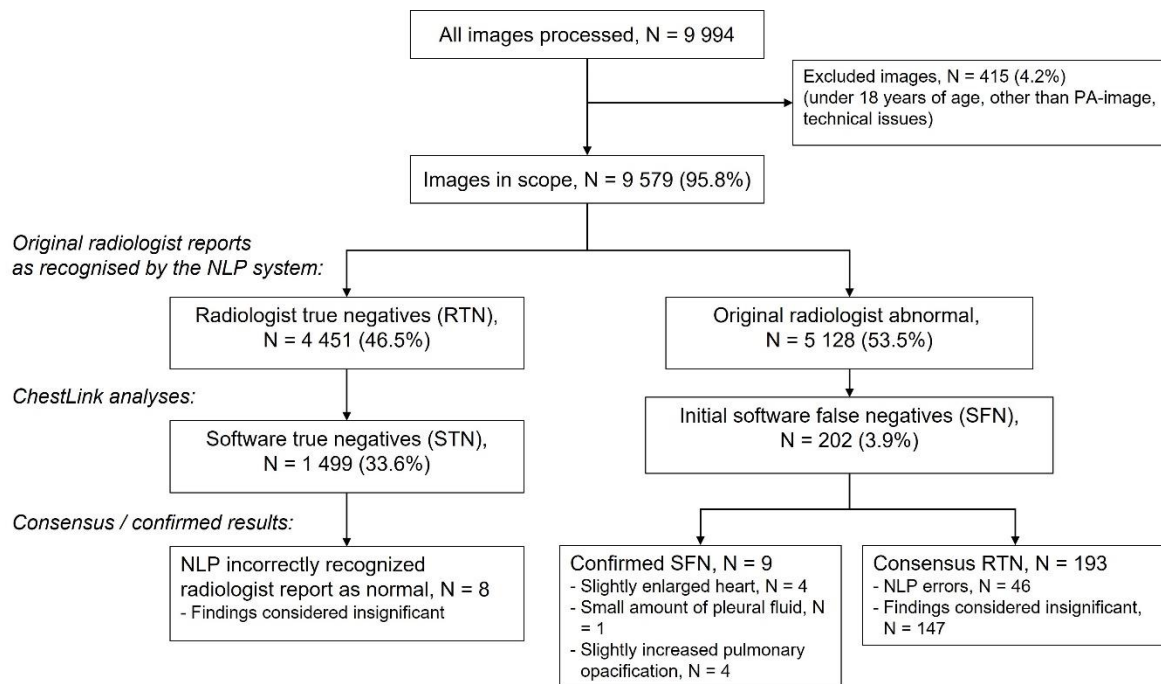 All images processed, N = 9 994
Excluded images, N = 415 (4.2%)
(under 18 years of age, other than PA-image,
technical issues)
Images in scope, N = 9 579 (95.8%)
Original radiologist reports
as recognised by the NLP system:
Radiologist true negatives (RTN),
N = 4 451 (46.5%)
Original radiologist abnormal,
N = 5 128 (53.5%)
ChestLink analyses:
Software true negatives (STN),
N = 1 499 (33.6%)
Initial software false negatives (SFN),
N = 202 (3.9%)
Consensus / confirmed results:
NLP incorrectly recognized
radiologist report as normal, N = 8
- Findings considered insignificant
Confirmed SFN, N = 9
- Slightly enlarged heart, N = 4
- Small amount of pleural fluid, N
= 1
- Slightly increased pulmonary
opacification, N = 4
Consensus RTN, N = 193
- NLP errors, N = 46
- Findings considered insignificant,
N = 147